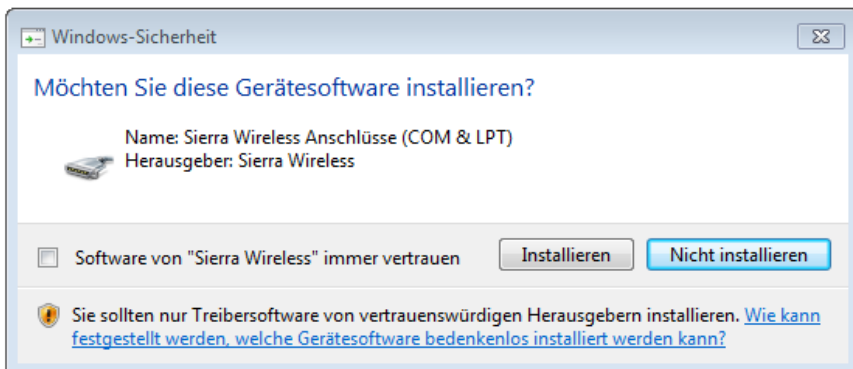 Windows-Sicherheit
Möchten Sie diese Gerätesoftware installieren?
Name: Sierra Wireless Anschlüsse (COM & LPT)
Herausgeber: Sierra Wireless
Software von "Sierra Wireless" immer vertrauen
Installieren
Nicht installieren
Sie sollten nur Treibersoftware von vertrauenswürdigen Herausgebern installieren. Wie kann
festgestellt werden, welche Gerätesoftware bedenkenlos installiert werden kann?